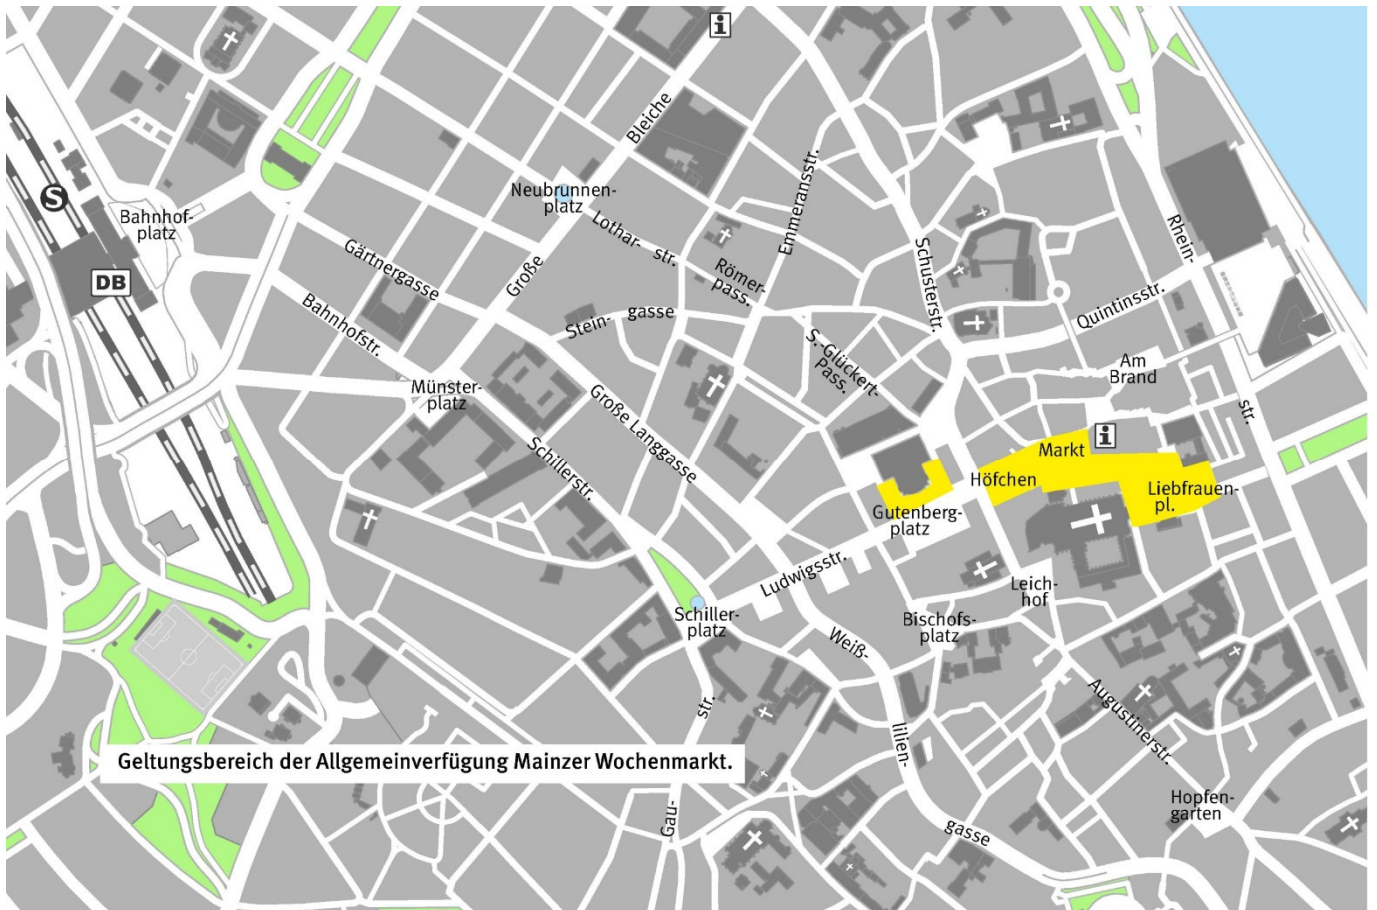 i
Bleiche
Neubrunnen-
platz
S
Bahnhof-
platz
DB
Gärtnergasse
Große
Lothar-
str.
Römer-
pass.
Emmeransstr.
Schusterstr.
Rhein-
Quintinsstr.
Bahnhofstr.
Stein-
gasse
S. Glückert-
Pass.
Am
Brand
Münster-
platz
Große Langgasse
str.
i
Markt
Höfchen
Schillerstr.
Liebfrauen-
pl.
Gutenberg-
platz
Ludwigsstr.
Leich-
hof
Schiller-
platz
Bischofs-
platz
Weiß-
str.
lilien-
Augustinerstr.
Geltungsbereich der Allgemeinverfügung Mainzer Wochenmarkt.
Gau-
gasse
Hopfen-
garten